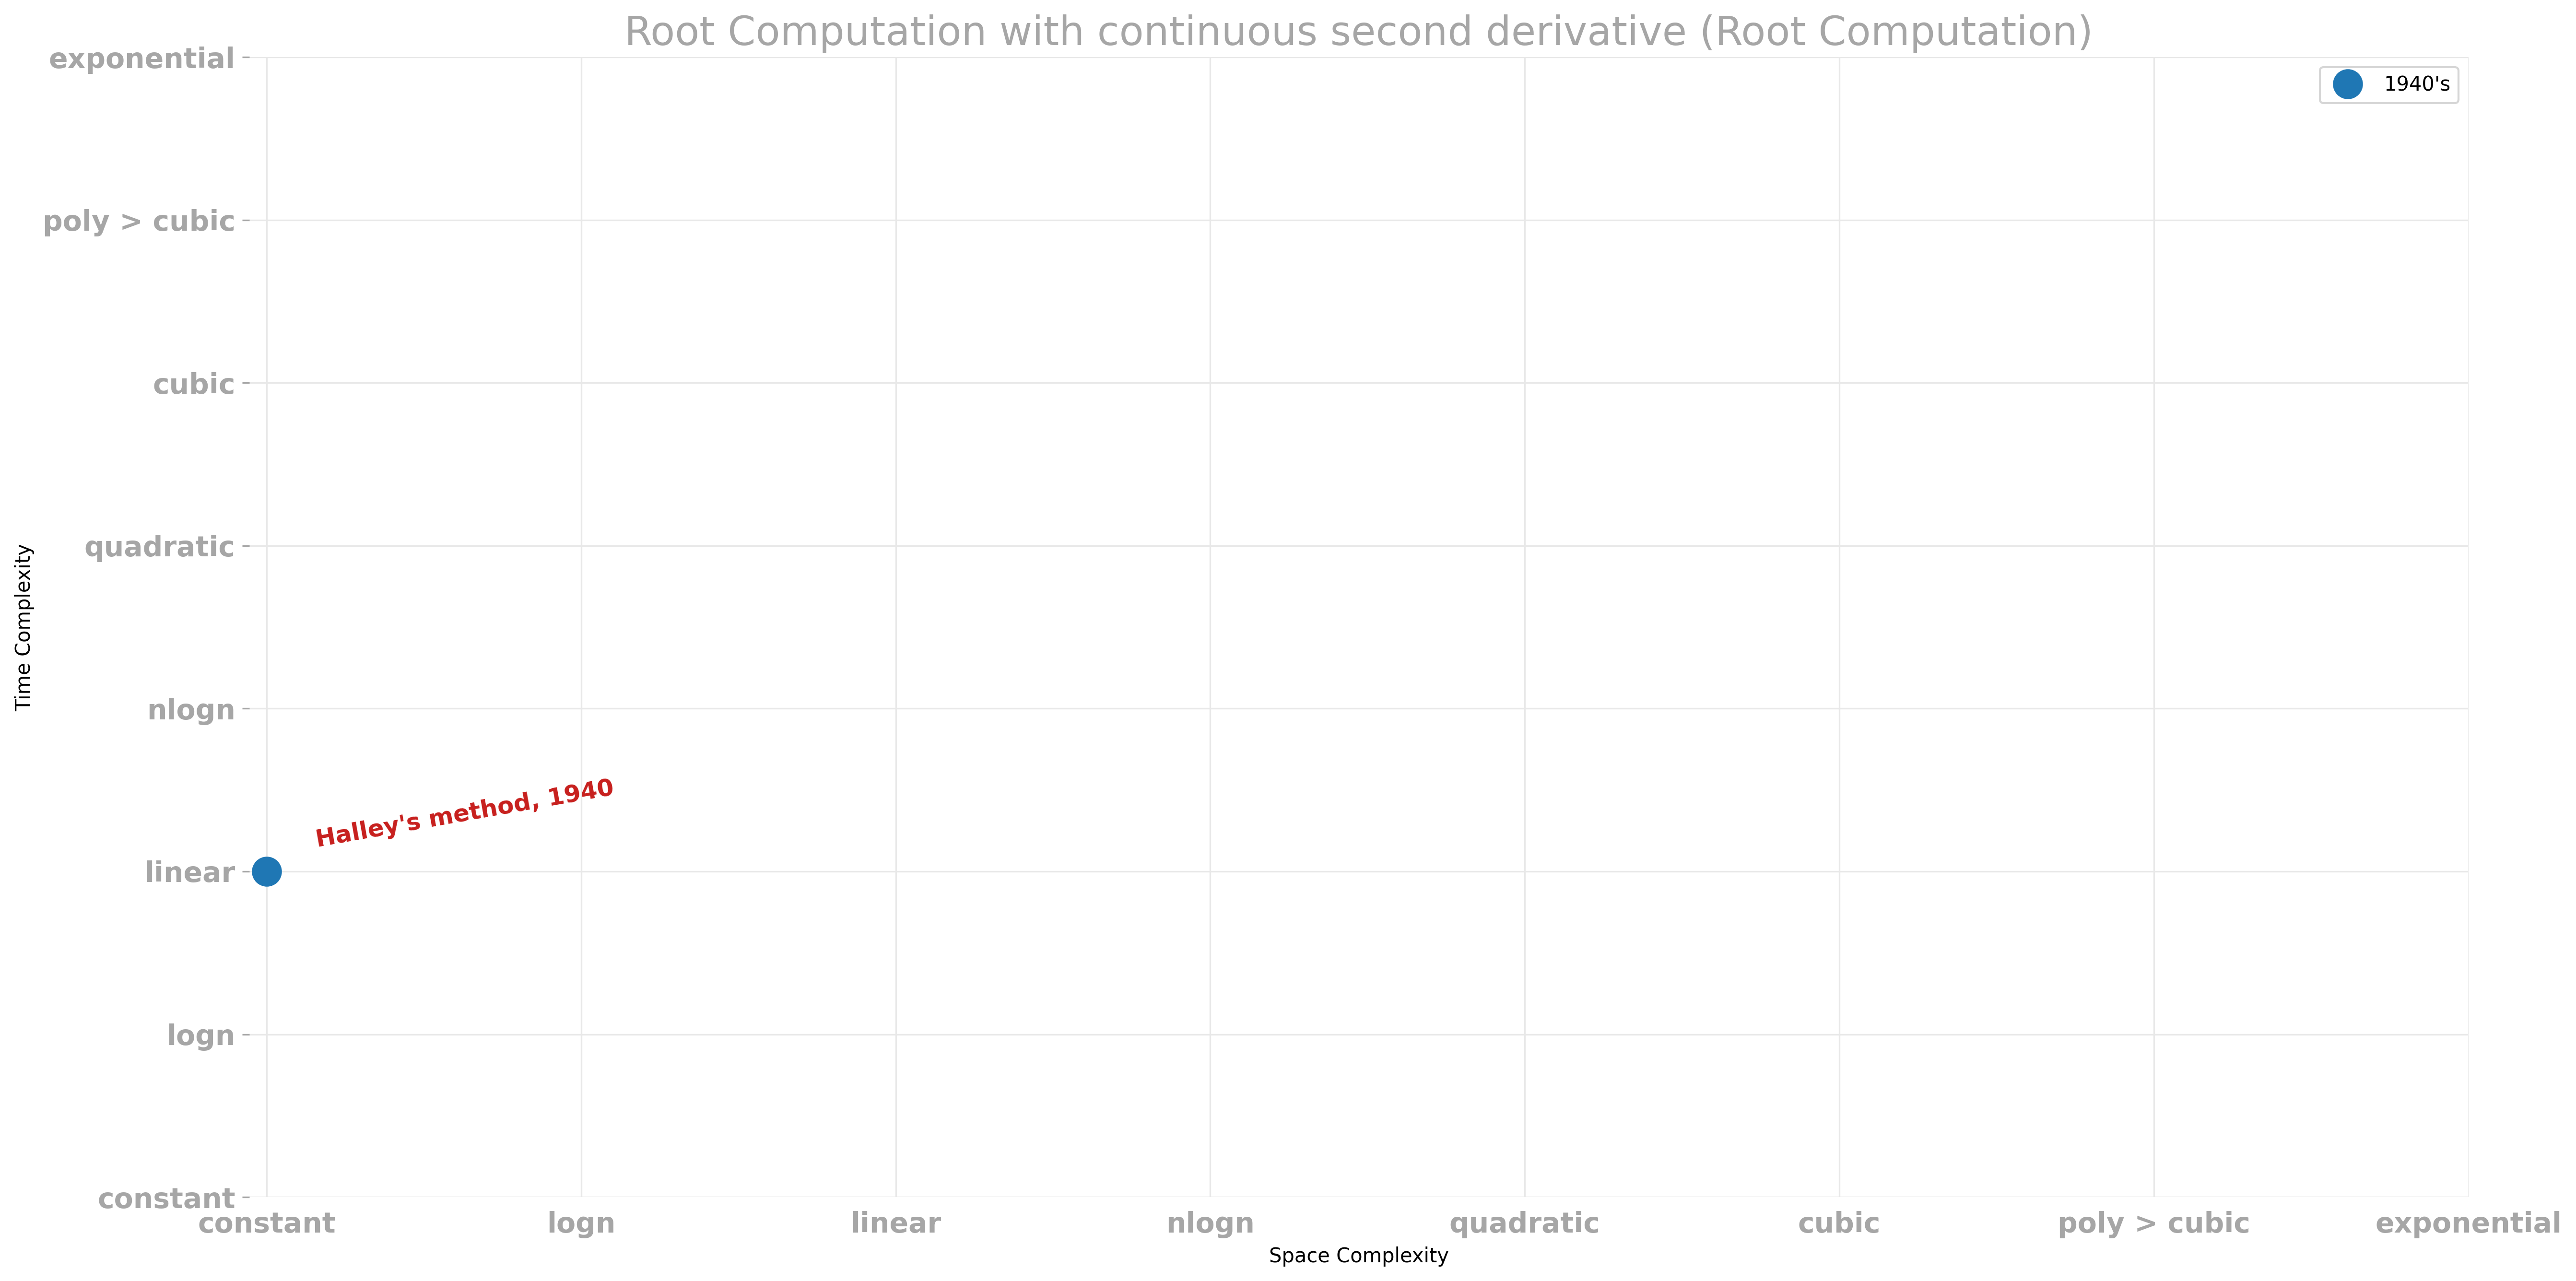 Root Computation with continuous second derivative (Root Computation)
1940's
exponential
poly > cubic
cubic
quadratic
nlogn
linear
logn
constant
Time Complexity
Halley's method, 1940
constant logn linear nlogn quadratic cubic poly > cubic exponential
Space Complexity